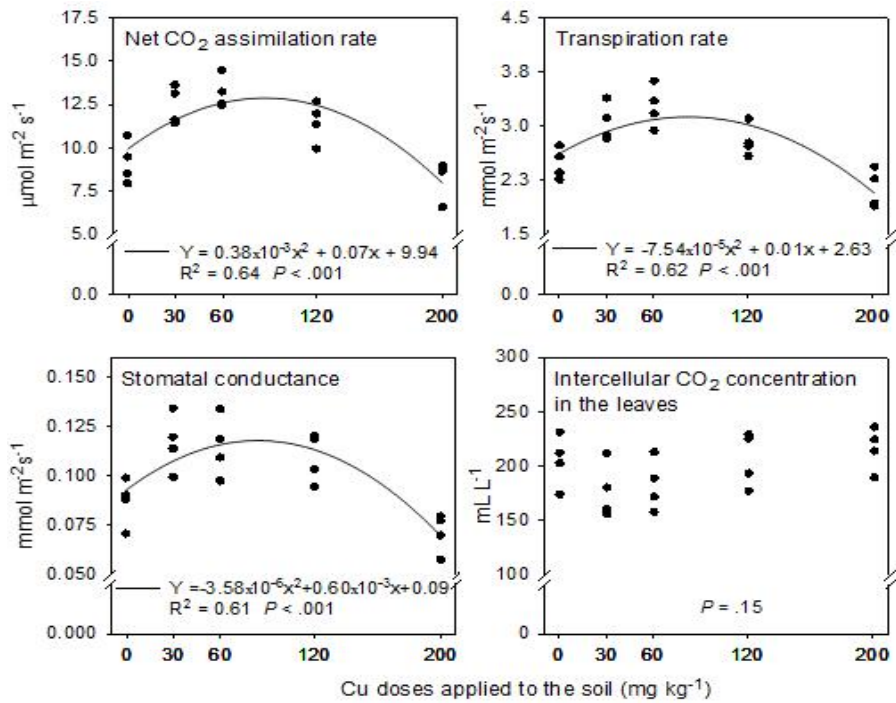 Net CO₂ assimilation rate
µmol m⁻² s⁻¹
17.5
15.0
12.5
10.0
7.5
5.0
0.0
Y = 0.38x10⁻³x² + 0.07x + 9.94
R² = 0.64 P < .001
0 30 60 120 200
Transpiration rate
mmol m⁻²s⁻¹
4.5
3.8
3.0
2.3
1.5
0.0
Y = -7.54x10⁻⁵x² + 0.01x + 2.63
R² = 0.62 P < .001
0 30 60 120 200
Stomatal conductance
mmol m⁻²s⁻¹
0.150
0.125
0.100
0.075
0.050
0.000
Y =-3.58x10⁻⁶x²+0.60x10⁻³x+0.09
R² = 0.61 P < .001
0 30 60 120 200
Intercellular CO₂ concentration
in the leaves
mL L⁻¹
300
250
200
150
100
0
P = .15
0 30 60 120 200
Cu doses applied to the soil (mg kg⁻¹)